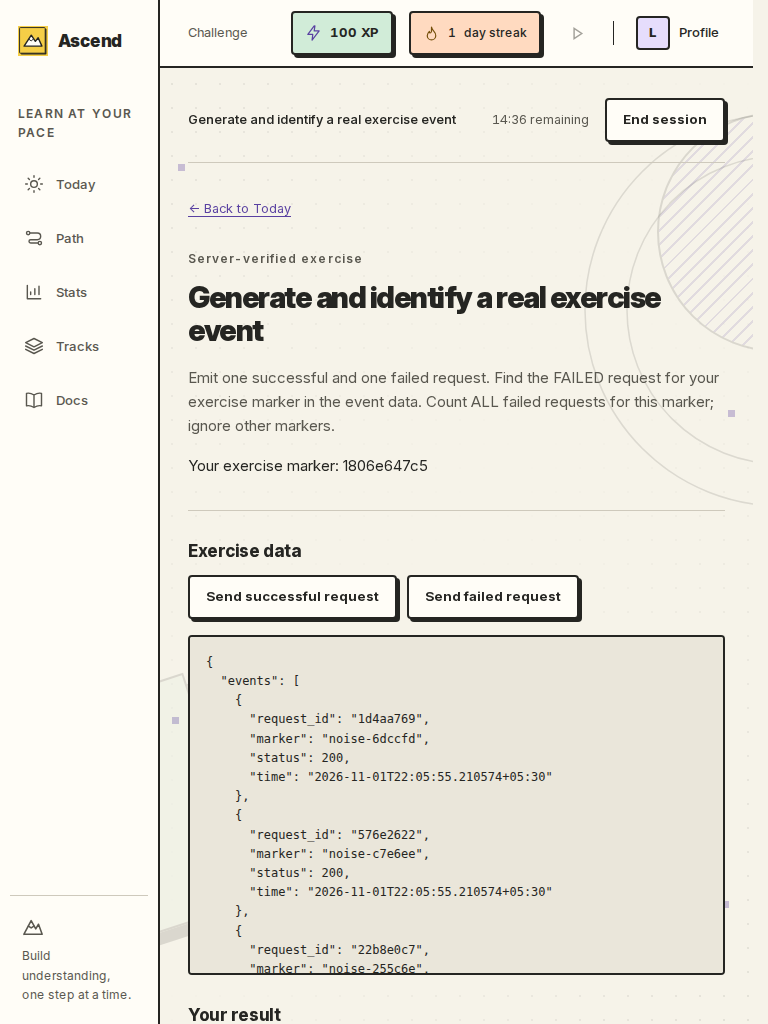 Ascend
LEARN AT YOUR
PACE
Today
Path
Stats
Tracks
Docs
Build
understanding,
one step at a time.
Challenge
100 XP
1 day streak
L
Profile
Generate and identify a real exercise event
14:36 remaining
End session
← Back to Today
Server-verified exercise
Generate and identify a real exercise
event
Emit one successful and one failed request. Find the FAILED request for your
exercise marker in the event data. Count ALL failed requests for this marker;
ignore other markers.
Your exercise marker: 1806e647c5
Exercise data
Send successful request
Send failed request
{
"events": [
{
"request_id": "1d4aa769",
"marker": "noise-6dccfd",
"status": 200,
"time": "2026-11-01T22:05:55.210574+05:30"
},
{
"request_id": "576e2622",
"marker": "noise-c7e6ee",
"status": 200,
"time": "2026-11-01T22:05:55.210574+05:30"
},
{
"request_id": "22b8e0c7",
"marker": "noise-255c6e",
Your result